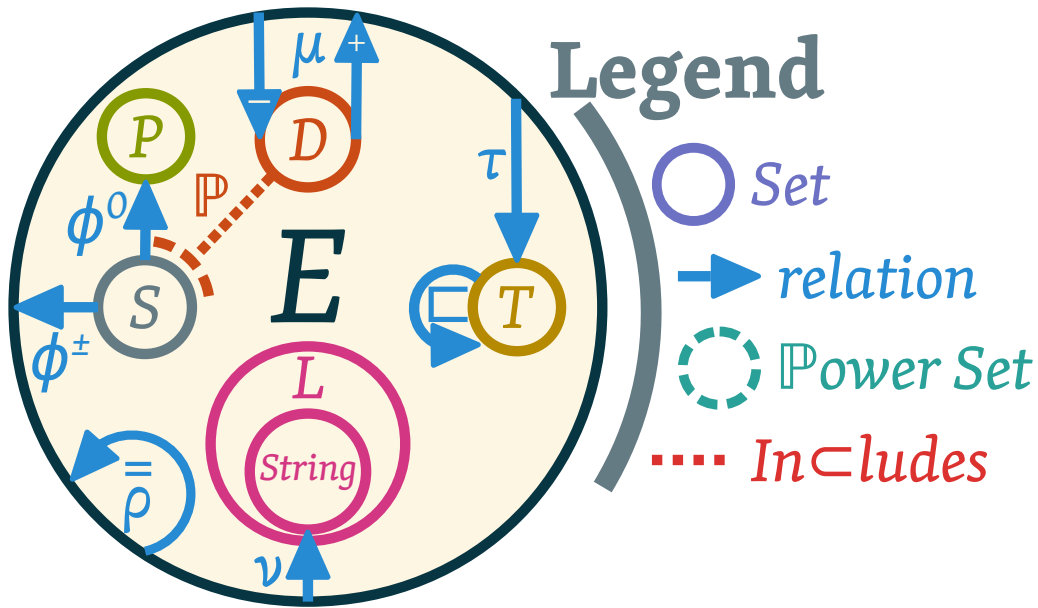 μ
−
+
P
D
τ
ℙ
φ⁰
E
S
⊏
T
φ±
L
String
=
ρ
ν
Legend
Set
relation
ℙower Set
In⊂ludes